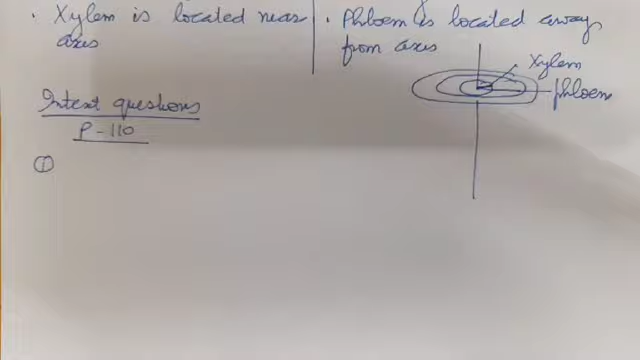 . Xylem is located near
axis
. Phloem is located away
from axis
Xylem
phloem
Intext questions
P-110
①